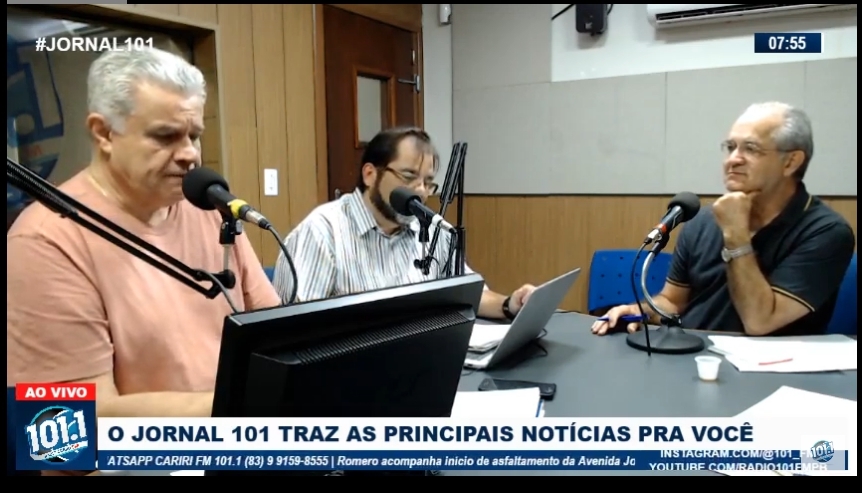 #JORNAL101
07:55
AO VIVO
101.1
O JORNAL 101 TRAZ AS PRINCIPAIS NOTÍCIAS PRA VOCÊ
ATSAPP CARIRI FM 101.1 (83) 9 9159-8555 | Romero acompanha inicio de asfaltamento da Avenida Jo
INSTAGRAM.COM/@101_FM
YOUTUBE.COM/RADIO101FMPB